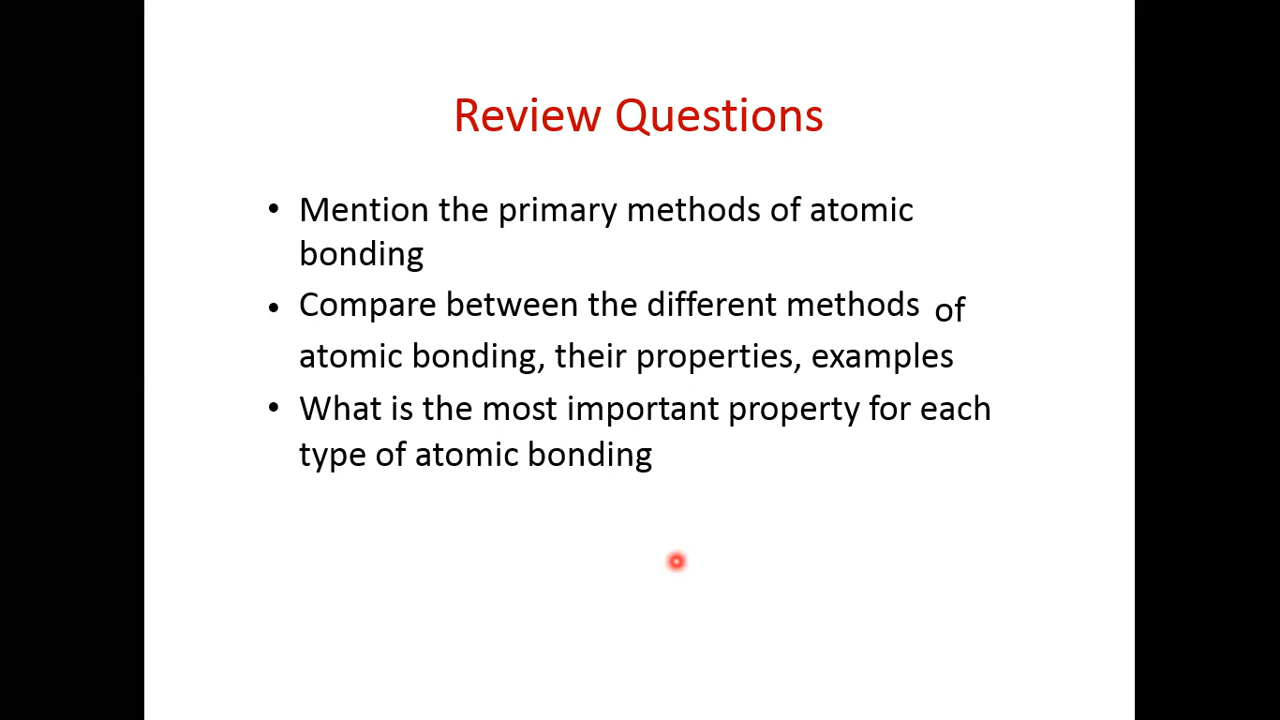 Review Questions
• Mention the primary methods of atomic
bonding
• Compare between the different methods of
atomic bonding, their properties, examples
• What is the most important property for each
type of atomic bonding